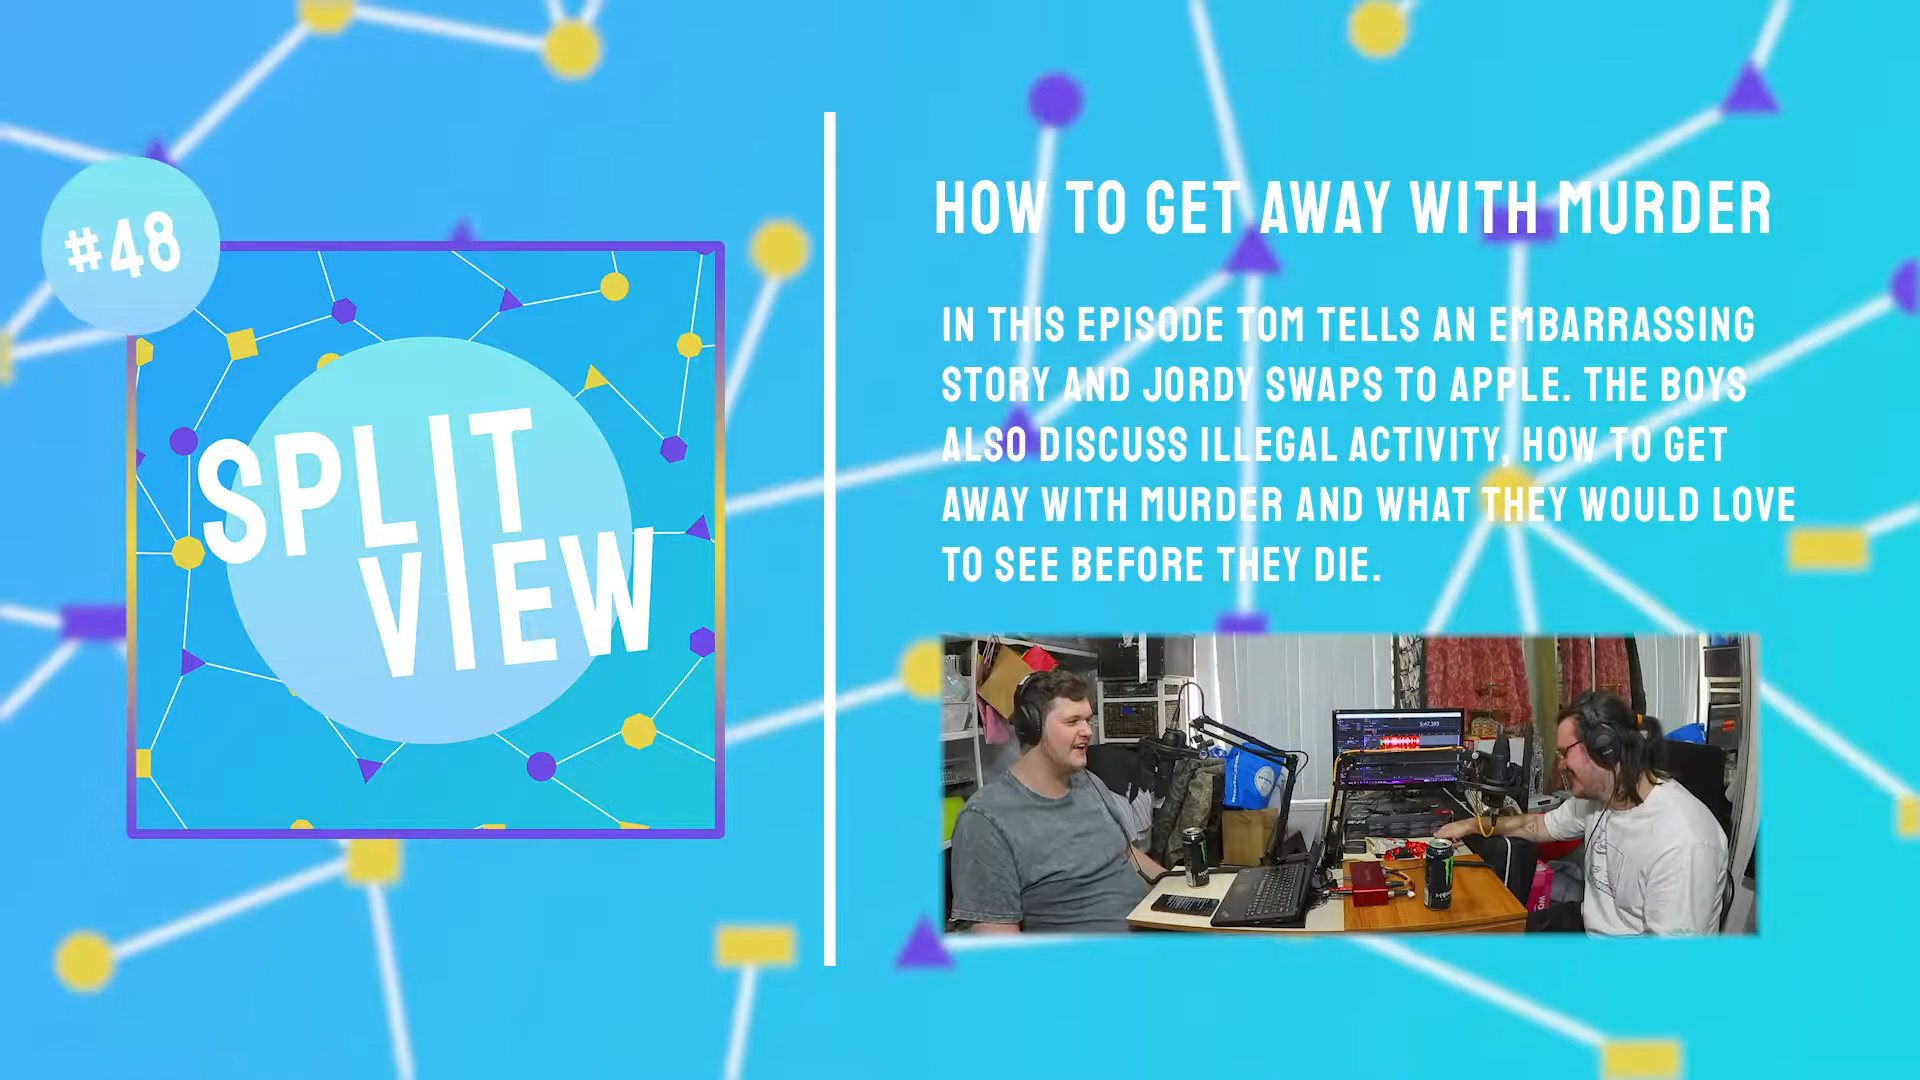 #48
SPLIT
VIEW
HOW TO GET AWAY WITH MURDER
IN THIS EPISODE TOM TELLS AN EMBARRASSING
STORY AND JORDY SWAPS TO APPLE. THE BOYS
ALSO DISCUSS ILLEGAL ACTIVITY, HOW TO GET
AWAY WITH MURDER AND WHAT THEY WOULD LOVE
TO SEE BEFORE THEY DIE.